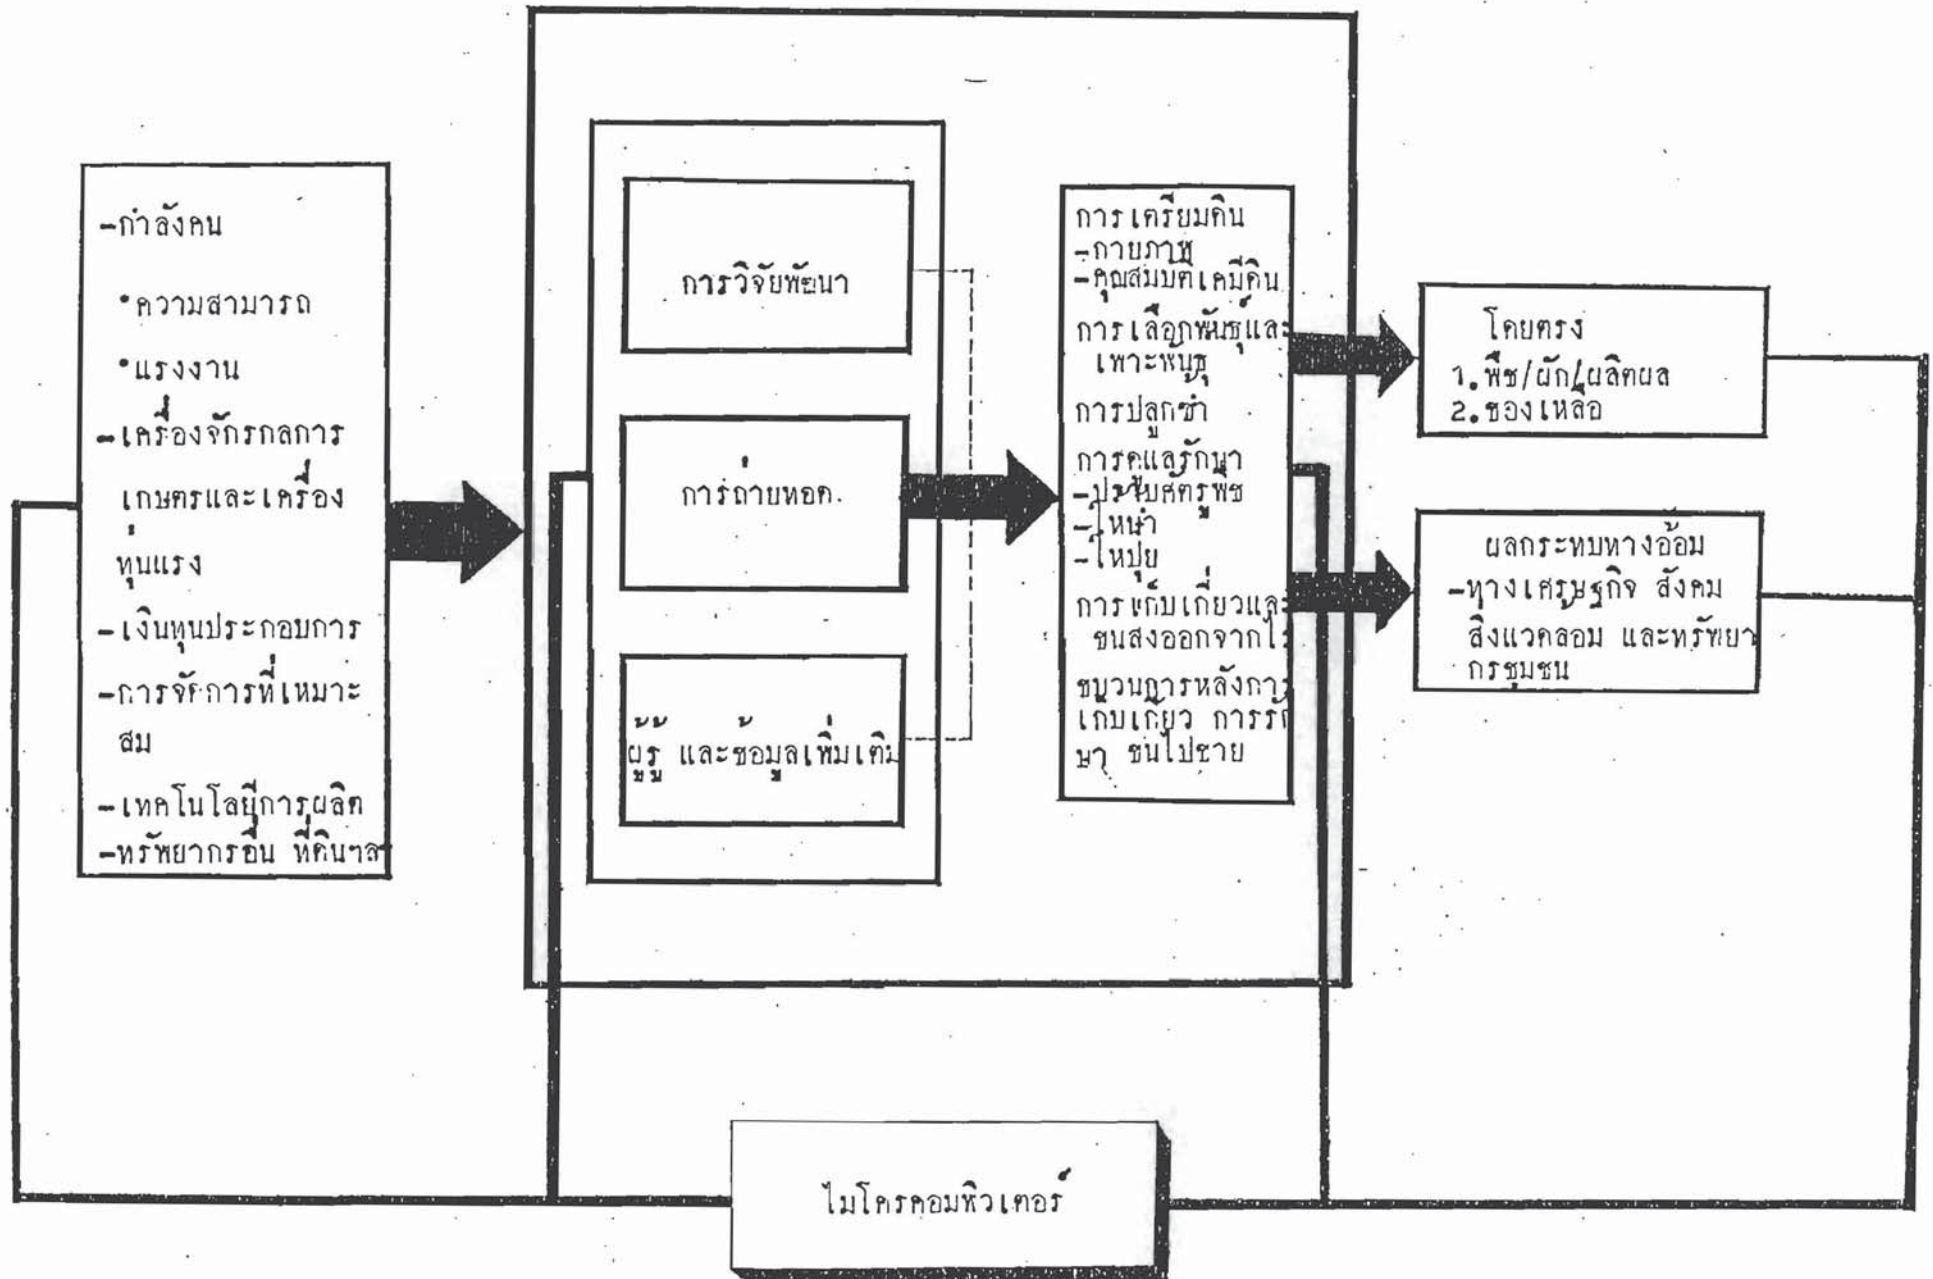 -กำลังคน
•ความสามารถ
•แรงงาน
-เครื่องจักรกลการ
เกษตรและเครื่อง
ทุ่นแรง
-เงินทุนประกอบการ
-การจัดการที่เหมาะ
สม
-เทคโนโลยีการผลิต
-ทรัพยากรอื่น ที่ดินฯลฯ
การวิจัยพัฒนา
การถ่ายทอด
ผู้รู้ และข้อมูลเพิ่มเติม
การเตรียมดิน
-กายภาพ
-คุณสมบัติเคมีดิน
การเลือกพันธุ์และ
เพาะพันธุ์
การปลูกซ้ำ
การดูแลรักษา
-ปราบศัตรูพืช
-ให้น้ำ
-ให้ปุ๋ย
การเก็บเกี่ยวและ
ขนส่งออกจากไร่
ขบวนการหลังการ
เก็บเกี่ยว การรัก
ษา ขนไปขาย
โดยตรง
1.พืช/ผัก/ผลิตผล
2.ของเหลือ
ผลกระทบทางอ้อม
-ทางเศรษฐกิจ สังคม
สิ่งแวดล้อม และทรัพยา
กรชุมชน
ไมโครคอมพิวเตอร์